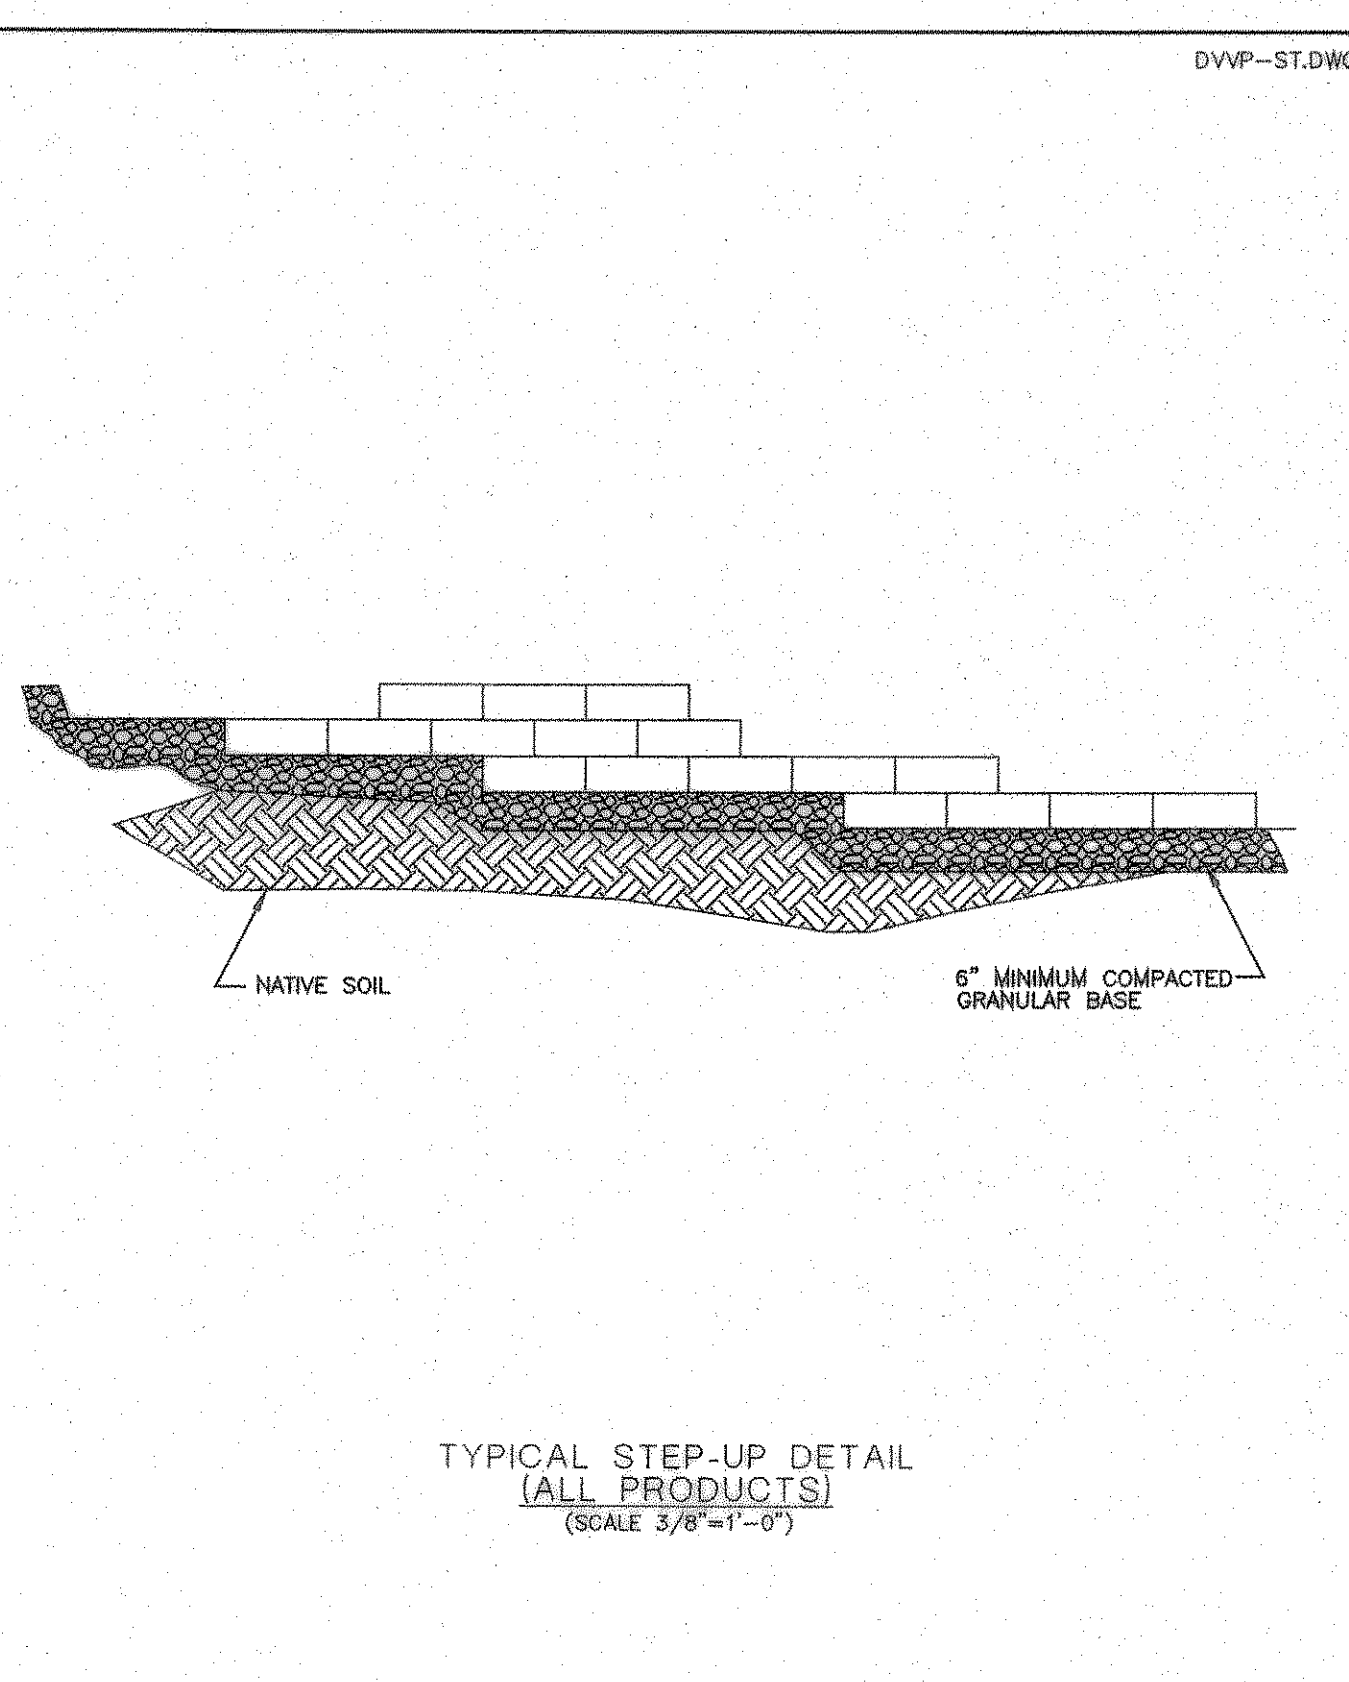 DVVP-ST.DWG
NATIVE SOIL
6" MINIMUM COMPACTED
GRANULAR BASE
TYPICAL STEP-UP DETAIL
(ALL PRODUCTS)
(SCALE 3/8"=1'-0")